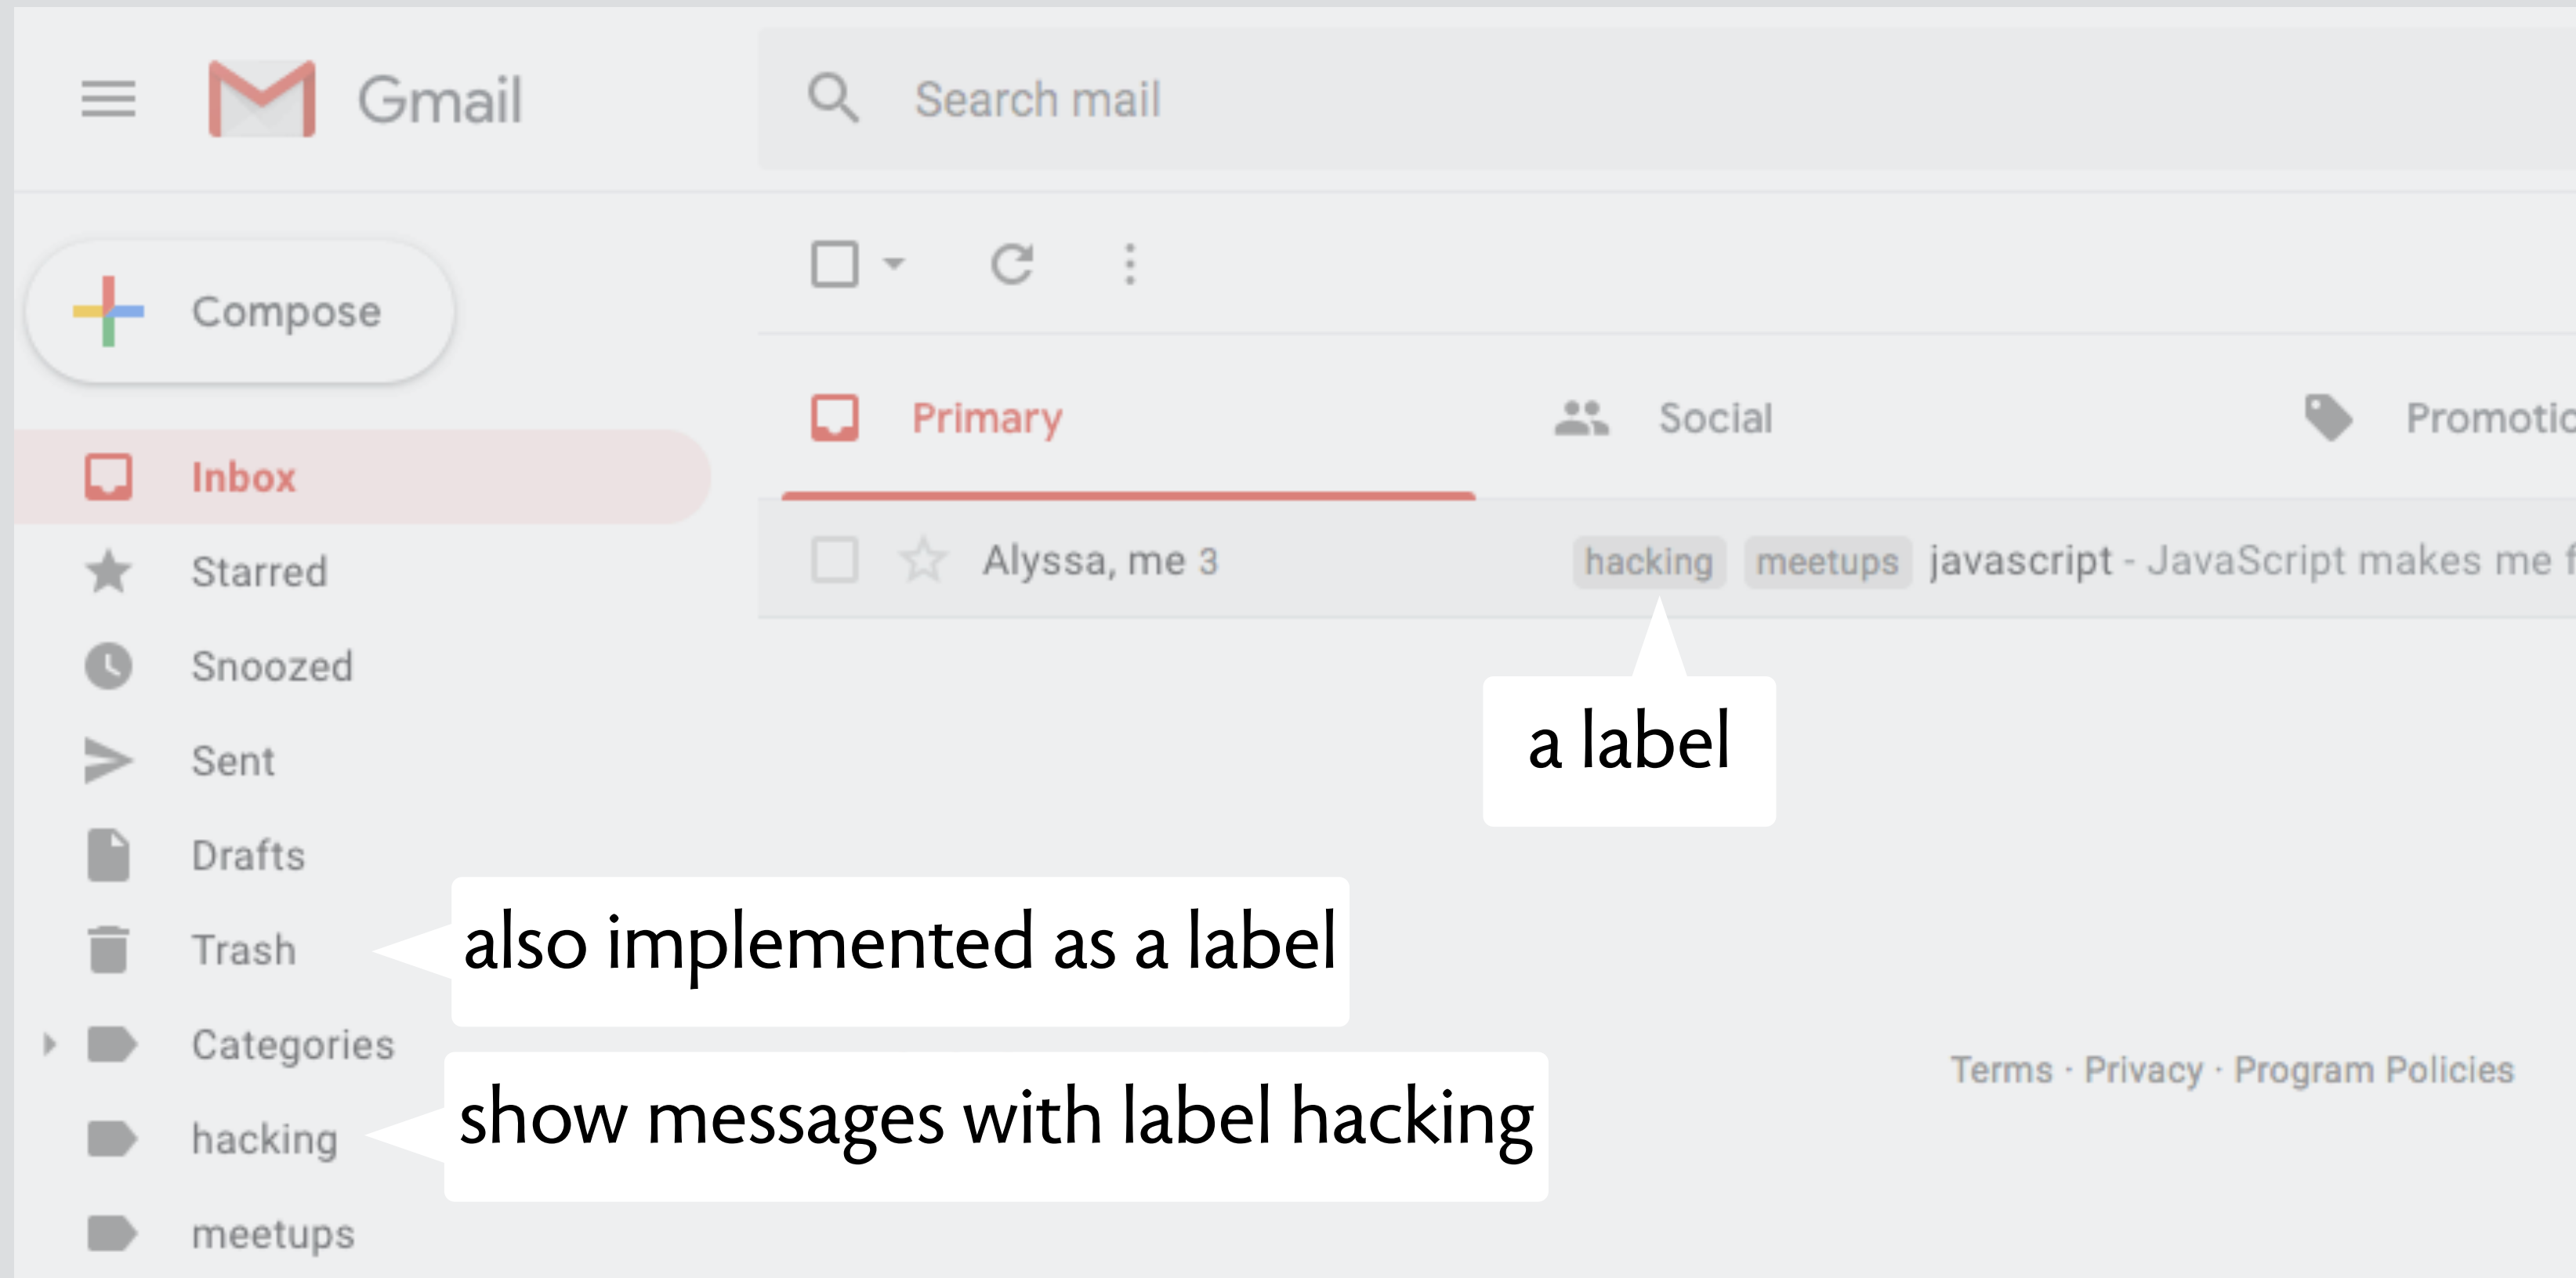 Gmail
Search mail
Compose
Primary
Social
Promotic
Inbox
Alyssa, me 3
hacking meetups javascript - JavaScript makes me f
Starred
Snoozed
a label
Sent
Drafts
also implemented as a label
Trash
Categories
Terms · Privacy · Program Policies
show messages with label hacking
hacking
meetups